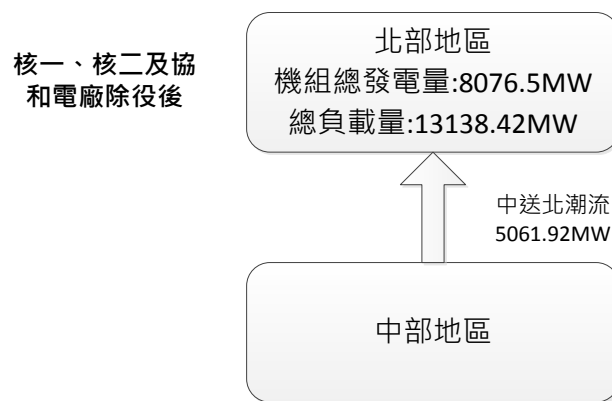 核一、核二及協
和電廠除役後
北部地區
機組總發電量:8076.5MW
總負載量:13138.42MW
中送北潮流
5061.92MW
中部地區